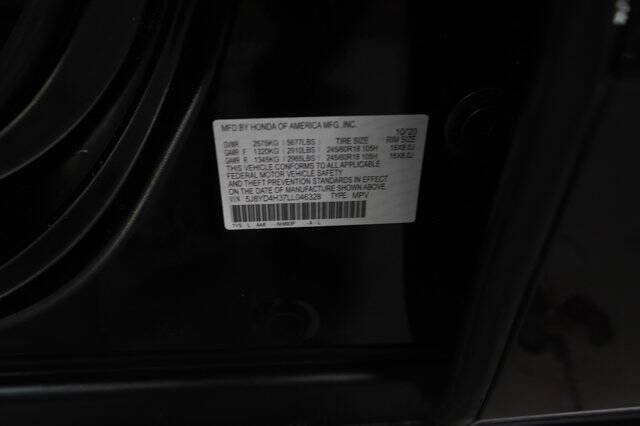 MFD.BY HONDA OF AMERICA MFG.,INC. 10/20
GVWR 2575KG 5677LBS TIRE SIZE RIM SIZE
GAWR F 1320KG 2910LBS 245/60R18 105H 18X8.0J
GAWR R 1345KG 2965LBS 245/60R18 105H 18X8.0J
THIS VEHICLE CONFORMS TO ALL APPLICABLE
FEDERAL MOTOR VEHICLE SAFETY
AND THEFT PREVENTION STANDARDS IN EFFECT
ON THE DATE OF MANUFACTURE SHOWN ABOVE.
V.I.N. 5J8YD4H37LL046328 TYPE: MPV
TYS L AA8 - A - L